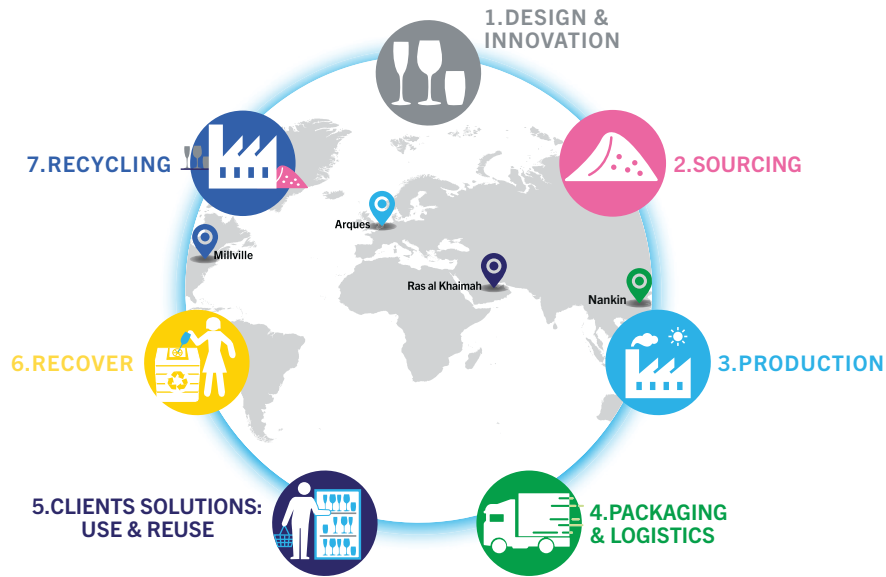 1.DESIGN &
INNOVATION
7.RECYCLING
2.SOURCING
Arques
Millville
Ras al Khaimah
Nankin
6.RECOVER
3.PRODUCTION
5.CLIENTS SOLUTIONS:
USE & REUSE
4.PACKAGING
& LOGISTICS